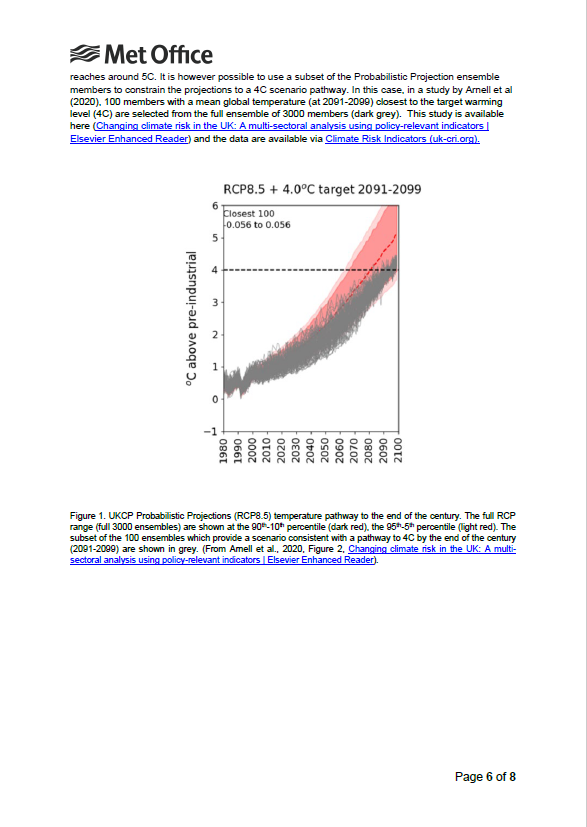 Met Office
reaches around 5C. It is however possible to use a subset of the Probabilistic Projection ensemble
members to constrain the projections to a 4C scenario pathway. In this case, in a study by Arnell et al
(2020), 100 members with a mean global temperature (at 2091-2099) closest to the target warming
level (4C) are selected from the full ensemble of 3000 members (dark grey). This study is available
here (Changing climate risk in the UK: A multi-sectoral analysis using policy-relevant indicators |
Elsevier Enhanced Reader) and the data are available via Climate Risk Indicators (uk-cri.org).
RCP8.5 + 4.0°C target 2091-2099
Closest 100
-0.056 to 0.056
°C above pre-industrial
6
5
4
3
2
1
0
−1
1980
1990
2000
2010
2020
2030
2040
2050
2060
2070
2080
2090
2100
Figure 1. UKCP Probabilistic Projections (RCP8.5) temperature pathway to the end of the century. The full RCP
range (full 3000 ensembles) are shown at the 90th-10th percentile (dark red), the 95th-5th percentile (light red). The
subset of the 100 ensembles which provide a scenario consistent with a pathway to 4C by the end of the century
(2091-2099) are shown in grey. (From Arnell et al., 2020, Figure 2, Changing climate risk in the UK: A multi-
sectoral analysis using policy-relevant indicators | Elsevier Enhanced Reader).
Page 6 of 8